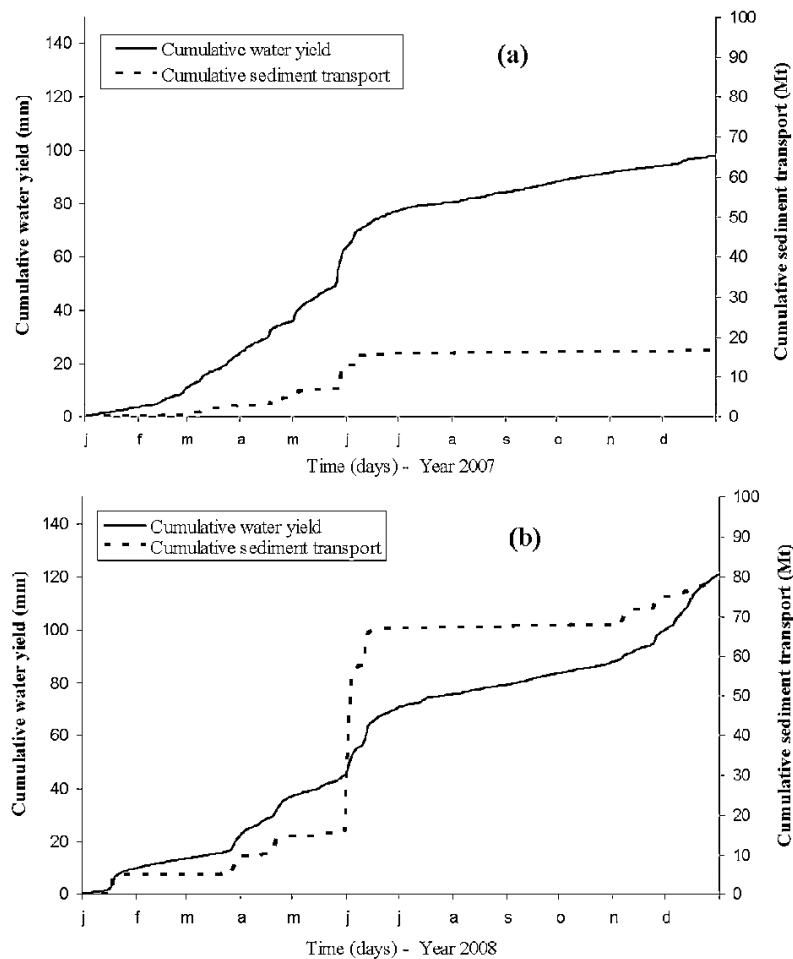 (a)
Cumulative water yield
Cumulative sediment transport
Cumulative water yield (mm)
140
120
100
80
60
40
20
0
Cumulative sediment transport (Mt)
100
90
80
70
60
50
40
30
20
10
0
j f m a m j j a s o n d
Time (days) - Year 2007
(b)
Cumulative water yield
Cumulative sediment transport
Cumulative water yield (mm)
140
120
100
80
60
40
20
0
Cumulative sediment transport (Mt)
100
90
80
70
60
50
40
30
20
10
0
j f m a m j j a s o n d
Time (days) - Year 2008